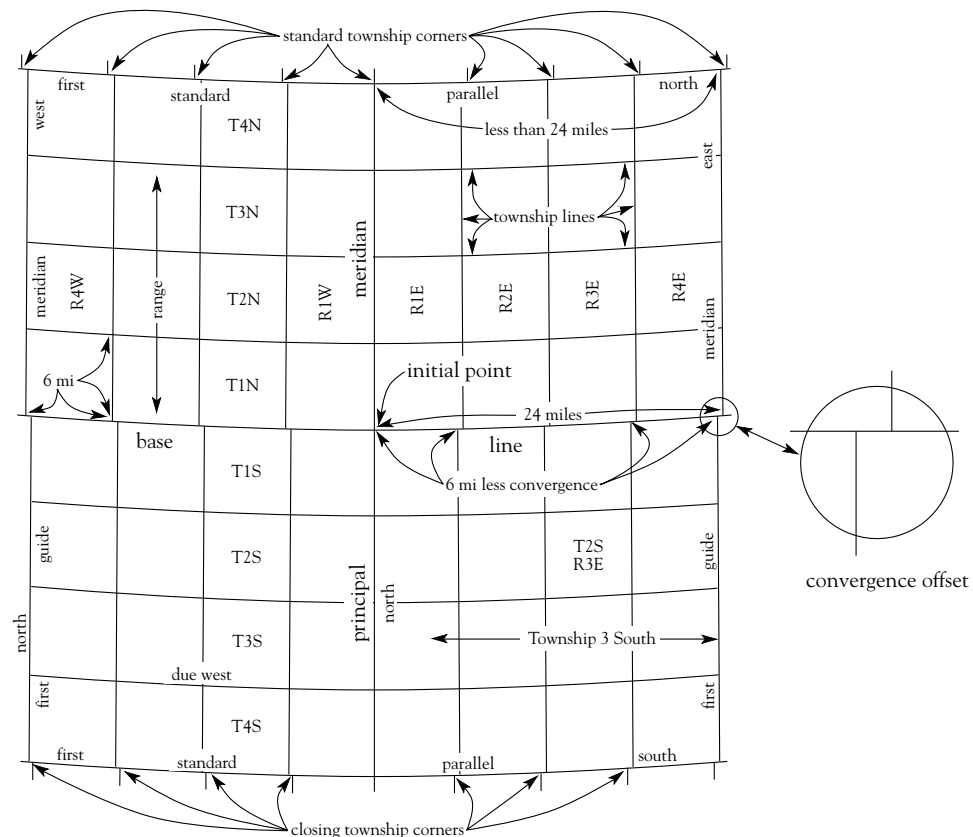 standard township corners
first
standard
parallel
north
west
T4N
less than 24 miles
east
T3N
township lines
meridian
range
meridian
R4W
T2N
R1W
R1E
R2E
R3E
R4E
meridian
6 mi
T1N
initial point
24 miles
base
line
T1S
6 mi less convergence
guide
T2S
T2S
R3E
guide
convergence offset
principal
north
north
T3S
Township 3 South
due west
first
first
T4S
first
standard
parallel
south
closing township corners